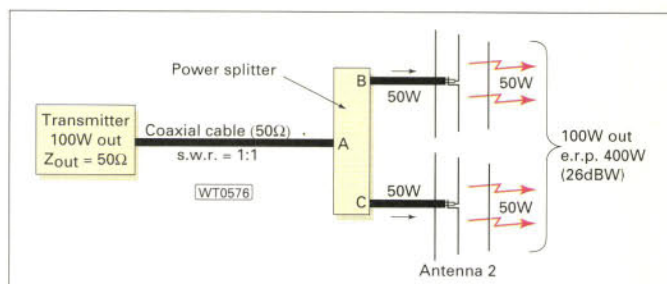 Power splitter
Transmitter
100W out
Zout = 50Ω
Coaxial cable (50Ω)
s.w.r. = 1:1
WT0576
A
B
C
50W
50W
50W
50W
Antenna 2
100W out
e.r.p. 400W
(26dBW)